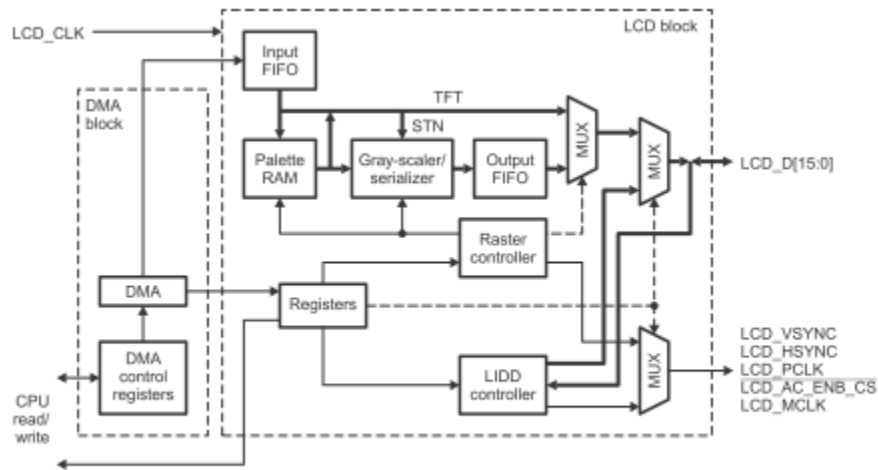 LCD_CLK
LCD block
Input
FIFO
DMA
block
TFT
STN
Palette
RAM
Gray-scaler/
serializer
Output
FIFO
MUX
MUX
LCD_D[15:0]
Raster
controller
DMA
Registers
DMA
control
registers
LIDD
controller
MUX
LCD_VSYNC
LCD_HSYNC
LCD_PCLK
LCD_AC_ENB_CS
LCD_MCLK
CPU
read/
write